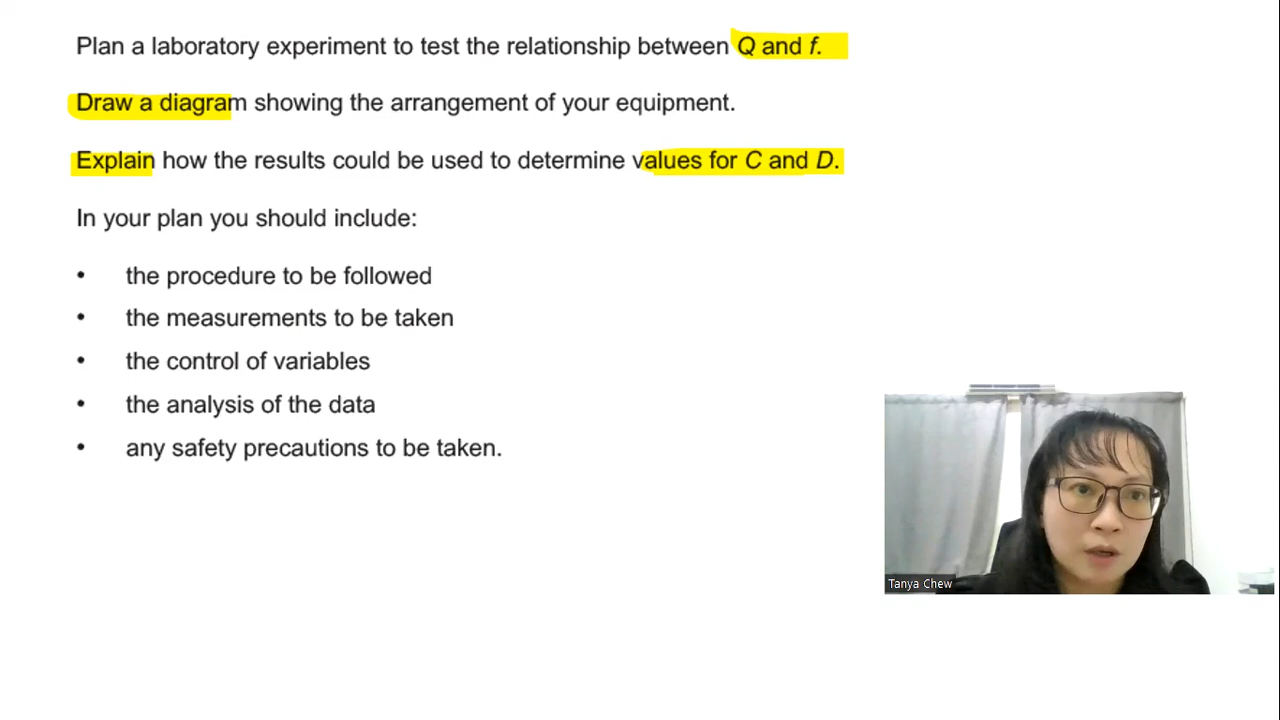 Plan a laboratory experiment to test the relationship between Q and f.
Draw a diagram showing the arrangement of your equipment.
Explain how the results could be used to determine values for C and D.
In your plan you should include:
• the procedure to be followed
• the measurements to be taken
• the control of variables
• the analysis of the data
• any safety precautions to be taken.
Tanya Chew